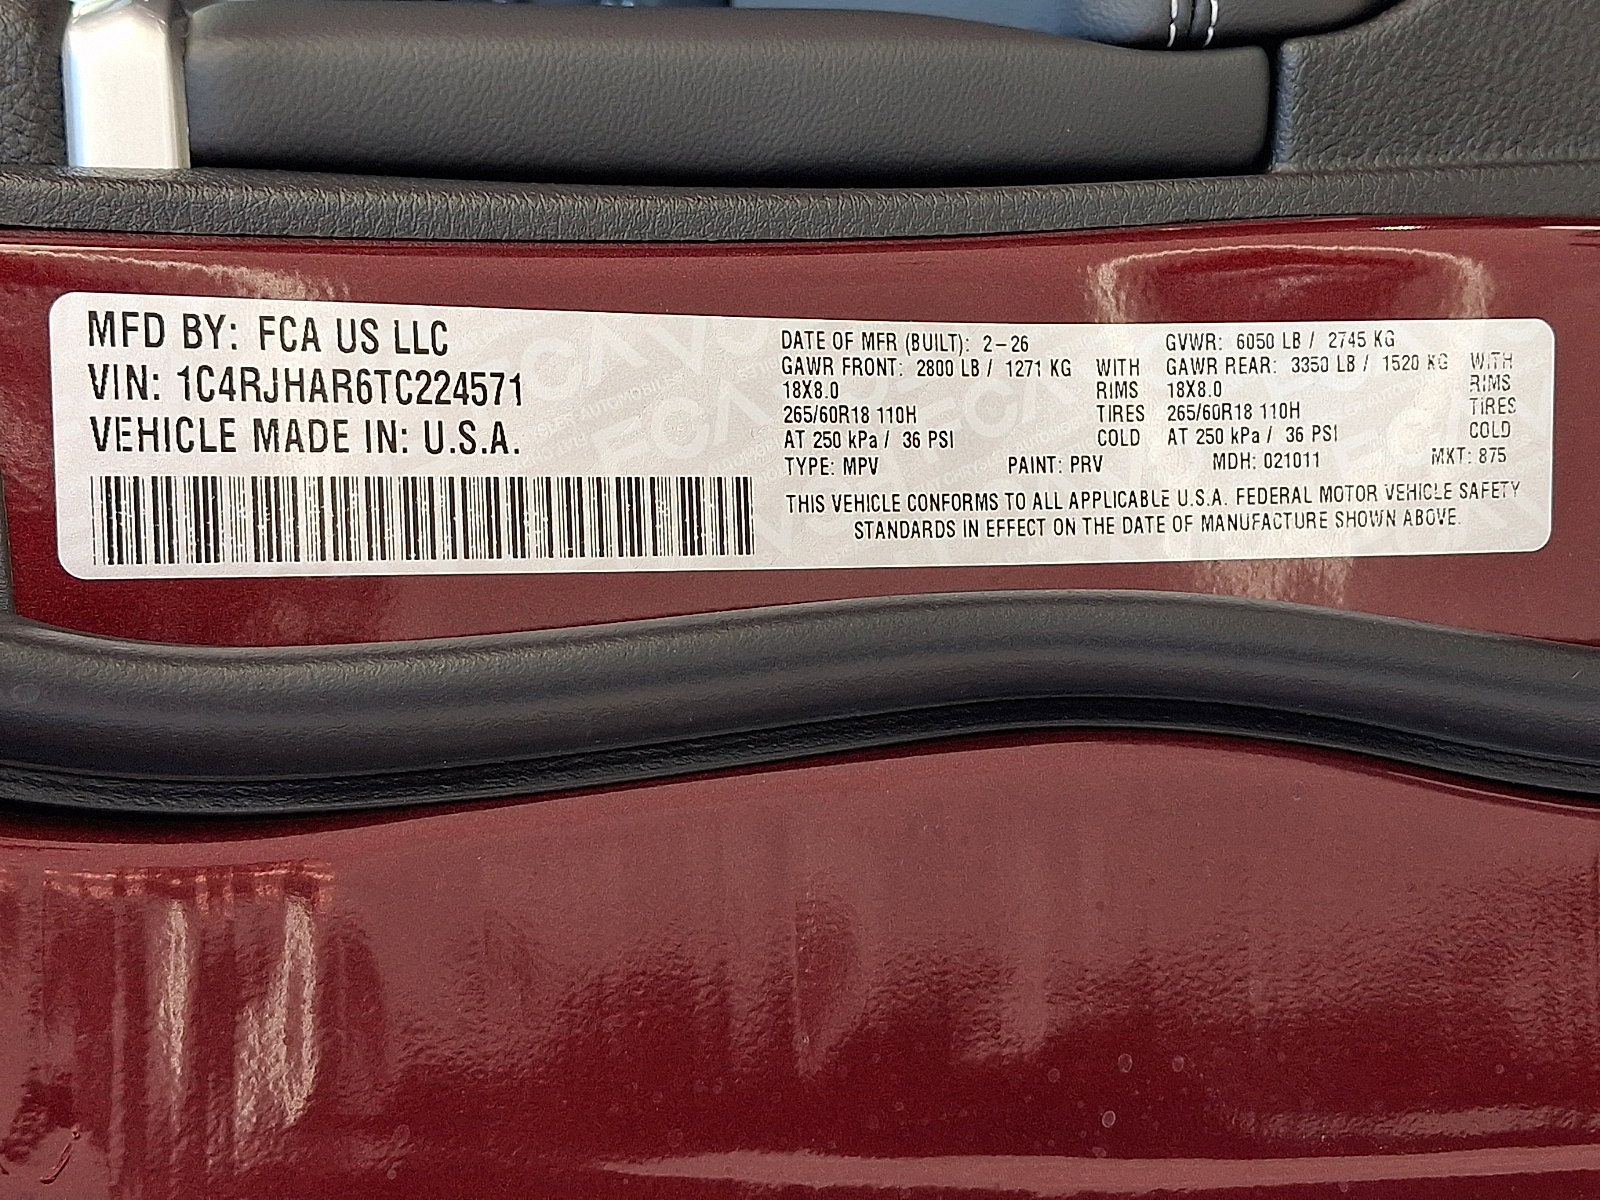 MFD BY: FCA US LLC
VIN: 1C4RJHAR6TC224571
VEHICLE MADE IN: U.S.A.
DATE OF MFR (BUILT): 2-26
GVWR: 6050 LB / 2745 KG
GAWR FRONT: 2800 LB / 1271 KG WITH
18X8.0 RIMS
265/60R18 110H TIRES
AT 250 kPa / 36 PSI COLD
GAWR REAR: 3350 LB / 1520 KG WITH
18X8.0 RIMS
265/60R18 110H TIRES
AT 250 kPa / 36 PSI COLD
TYPE: MPV PAINT: PRV MDH: 021011 MKT: 875
THIS VEHICLE CONFORMS TO ALL APPLICABLE U.S.A. FEDERAL MOTOR VEHICLE SAFETY
STANDARDS IN EFFECT ON THE DATE OF MANUFACTURE SHOWN ABOVE.